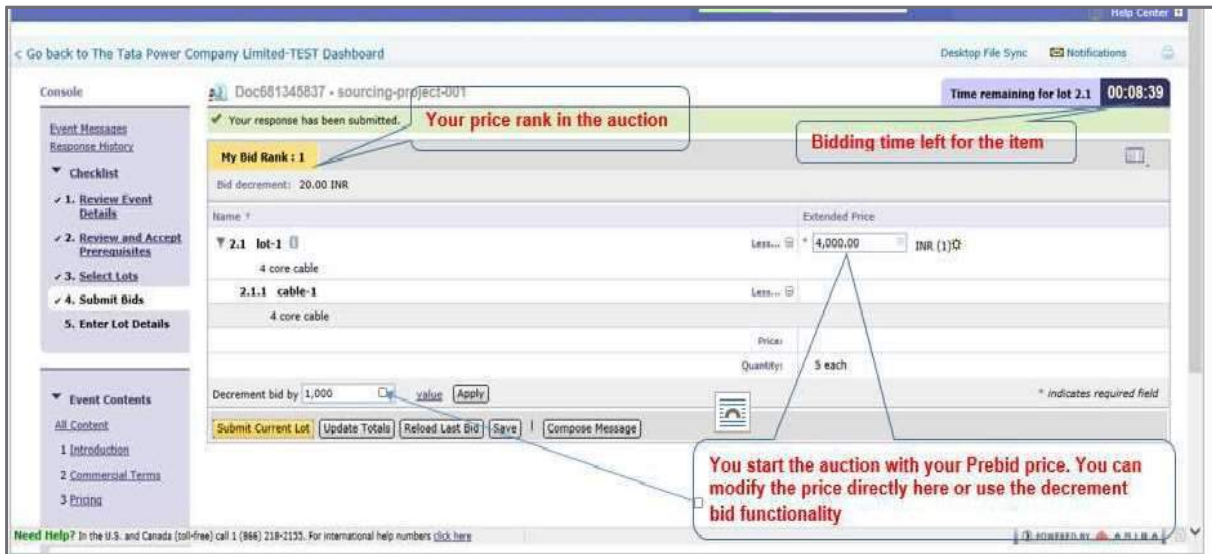 Help Center
< Go back to The Tata Power Company Limited-TEST Dashboard
Desktop File Sync Notifications
Console
Doc681345837 - sourcing-project-001
Time remaining for lot 2.1 00:08:39
Event Messages
Response History
▼ Checklist
✓ 1. Review Event
Details
✓ 2. Review and Accept
Prerequisites
✓ 3. Select Lots
✓ 4. Submit Bids
5. Enter Lot Details
✓ Your response has been submitted.
Your price rank in the auction
Bidding time left for the item
My Bid Rank : 1
Bid decrement: 20.00 INR
Name ↑ Extended Price
▼ 2.1 lot-1 Less... * 4,000.00 INR (1)
4 core cable
2.1.1 cable-1 Less...
4 core cable
Price:
Quantity: 5 each
Decrement bid by 1,000 value Apply
* indicates required field
Submit Current Lot Update Totals Reload Last Bid Save | Compose Message
▼ Event Contents
All Content
1 Introduction
2 Commercial Terms
3 Pricing
You start the auction with your Prebid price. You can
modify the price directly here or use the decrement
bid functionality
Need Help? In the U.S. and Canada (toll-free) call 1 (866) 218-2155. For international help numbers click here
POWERED BY ARIBA